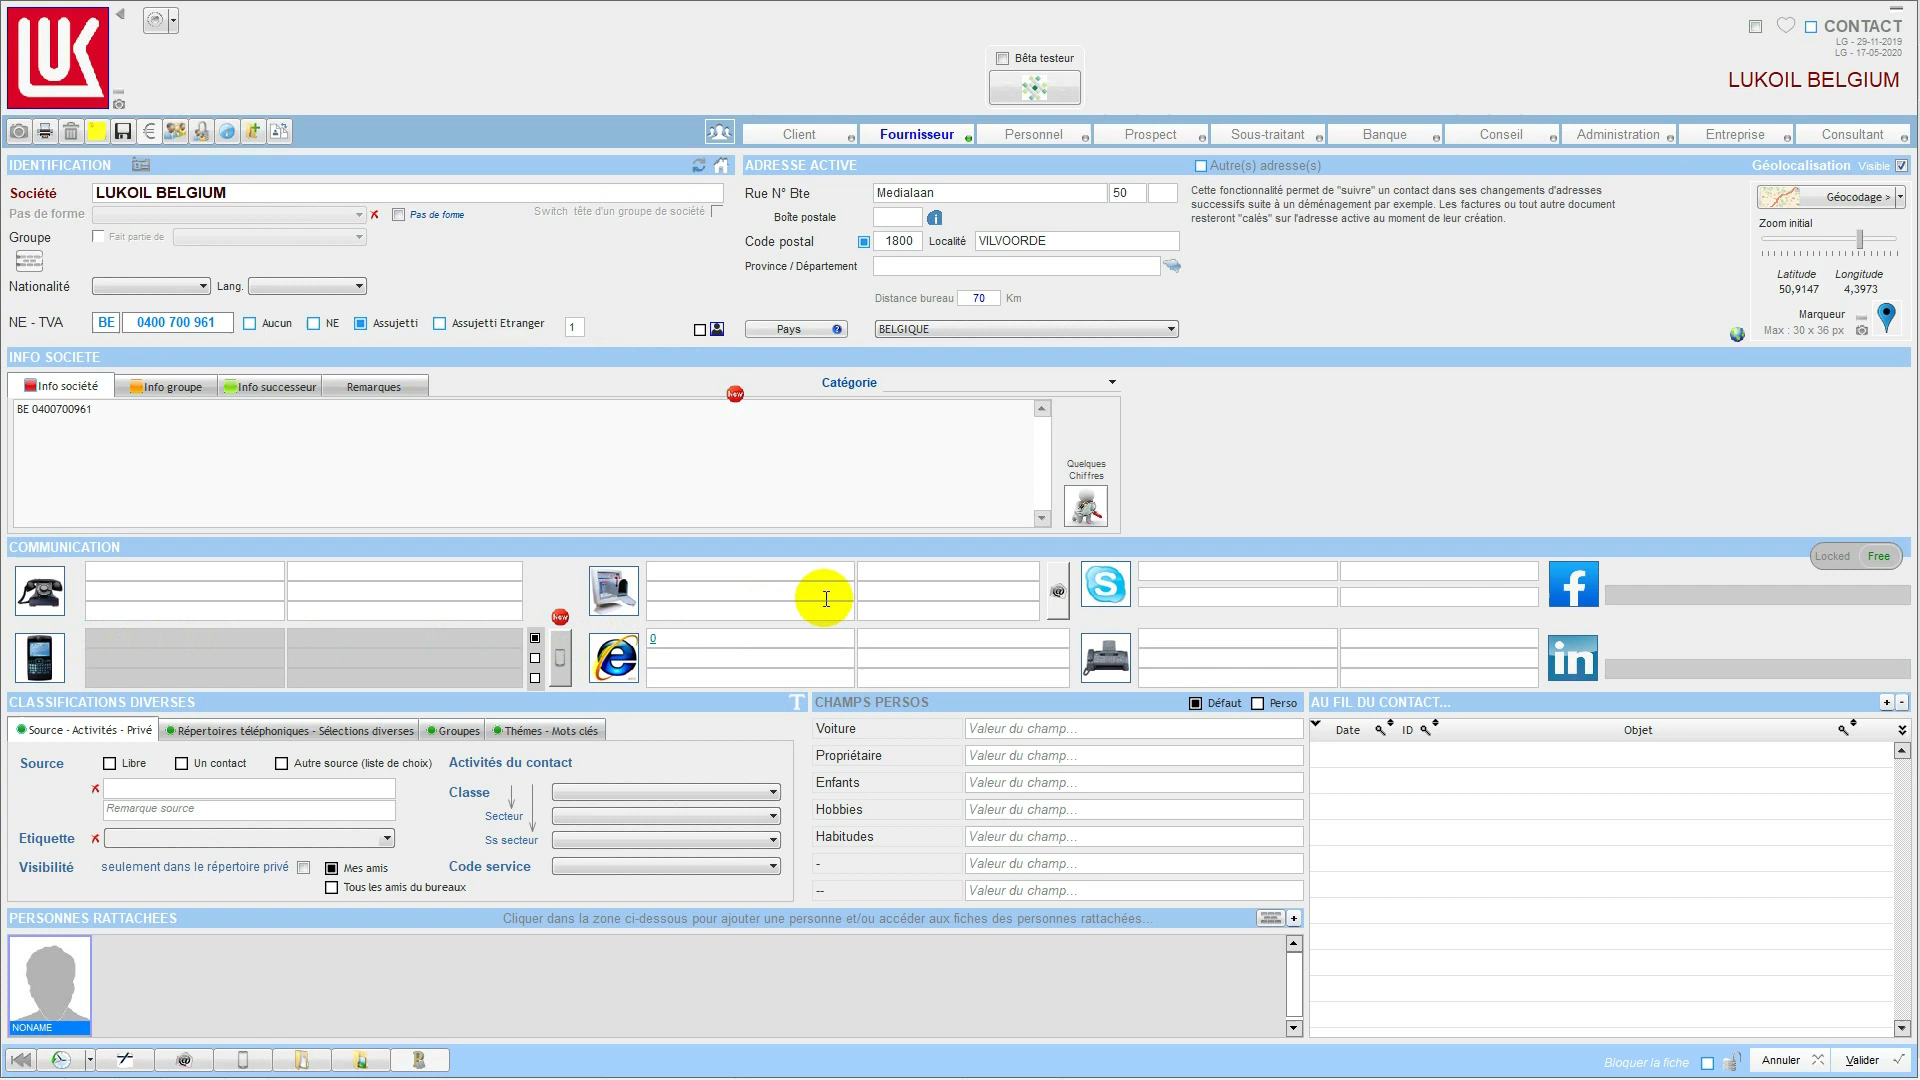 LUK
CONTACT
LG - 29-11-2019
LG - 17-05-2020
Bêta testeur
LUKOIL BELGIUM
Client
Fournisseur
Personnel
Prospect
Sous-traitant
Banque
Conseil
Administration
Entreprise
Consultant
IDENTIFICATION
ADRESSE ACTIVE
Autre(s) adresse(s)
Géolocalisation Visible
Société LUKOIL BELGIUM
Pas de forme
Pas de forme
Switch tête d'un groupe de société
Groupe
Fait partie de
Nationalité
Lang.
NE - TVA BE 0400 700 961
Aucun
NE
Assujetti
Assujetti Etranger
1
Rue N° Bte Medialaan 50
Boîte postale
Code postal 1800 Localité VILVOORDE
Province / Département
Distance bureau 70 Km
Pays BELGIQUE
Cette fonctionnalité permet de "suivre" un contact dans ses changements d'adresses
successifs suite à un déménagement par exemple. Les factures ou tout autre document
resteront "calés" sur l'adresse active au moment de leur création.
Géocodage >
Zoom initial
Latitude Longitude
50,9147 4,3973
Marqueur
Max : 30 x 36 px
INFO SOCIETE
Info société
Info groupe
Info successeur
Remarques
New
Catégorie
BE 0400700961
Quelques
Chiffres
COMMUNICATION
Locked Free
New
0
CLASSIFICATIONS DIVERSES
CHAMPS PERSOS
Défaut
Perso
AU FIL DU CONTACT...
+ -
Source - Activités - Privé
Répertoires téléphoniques - Sélections diverses
Groupes
Thémes - Mots clés
Source
Libre
Un contact
Autre source (liste de choix)
Remarque source
Etiquette
Visibilité seulement dans le répertoire privé
Mes amis
Tous les amis du bureaux
Activités du contact
Classe
Secteur
Ss secteur
Code service
Voiture Valeur du champ...
Propriétaire Valeur du champ...
Enfants Valeur du champ...
Hobbies Valeur du champ...
Habitudes Valeur du champ...
- Valeur du champ...
-- Valeur du champ...
Date
ID
Objet
PERSONNES RATTACHEES
Cliquer dans la zone ci-dessous pour ajouter une personne et/ou accéder aux fiches des personnes rattachées...
+
NONAME
Bloquer la fiche
Annuler
Valider